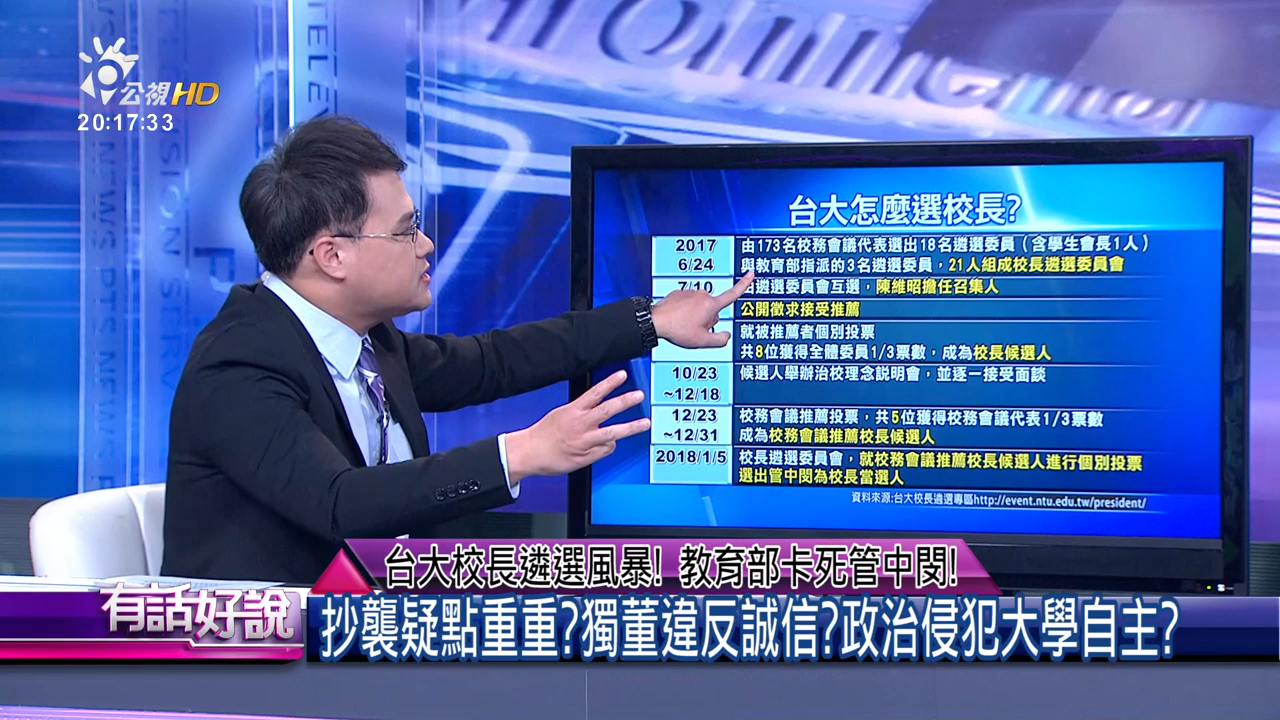 公視HD
20:17:33
台大怎麼選校長?
2017
6/24
由173名校務會議代表選出18名遴選委員(含學生會長1人)
與教育部指派的3名遴選委員,21人組成校長遴選委員會
7/10
由遴選委員會互選,陳維昭擔任召集人
公開徵求接受推薦
就被推薦者個別投票
共8位獲得全體委員1/3票數,成為校長候選人
10/23
~12/18
候選人舉辦治校理念說明會,並逐一接受面談
12/23
~12/31
校務會議推薦投票,共5位獲得校務會議代表1/3票數
成為校務會議推薦校長候選人
2018/1/5
校長遴選委員會,就校務會議推薦校長候選人進行個別投票
選出管中閔為校長當選人
資料來源:台大校長遴選專區http://event.ntu.edu.tw/president/
台大校長遴選風暴! 教育部卡死管中閔!
有話好說
抄襲疑點重重?獨董違反誠信?政治侵犯大學自主?